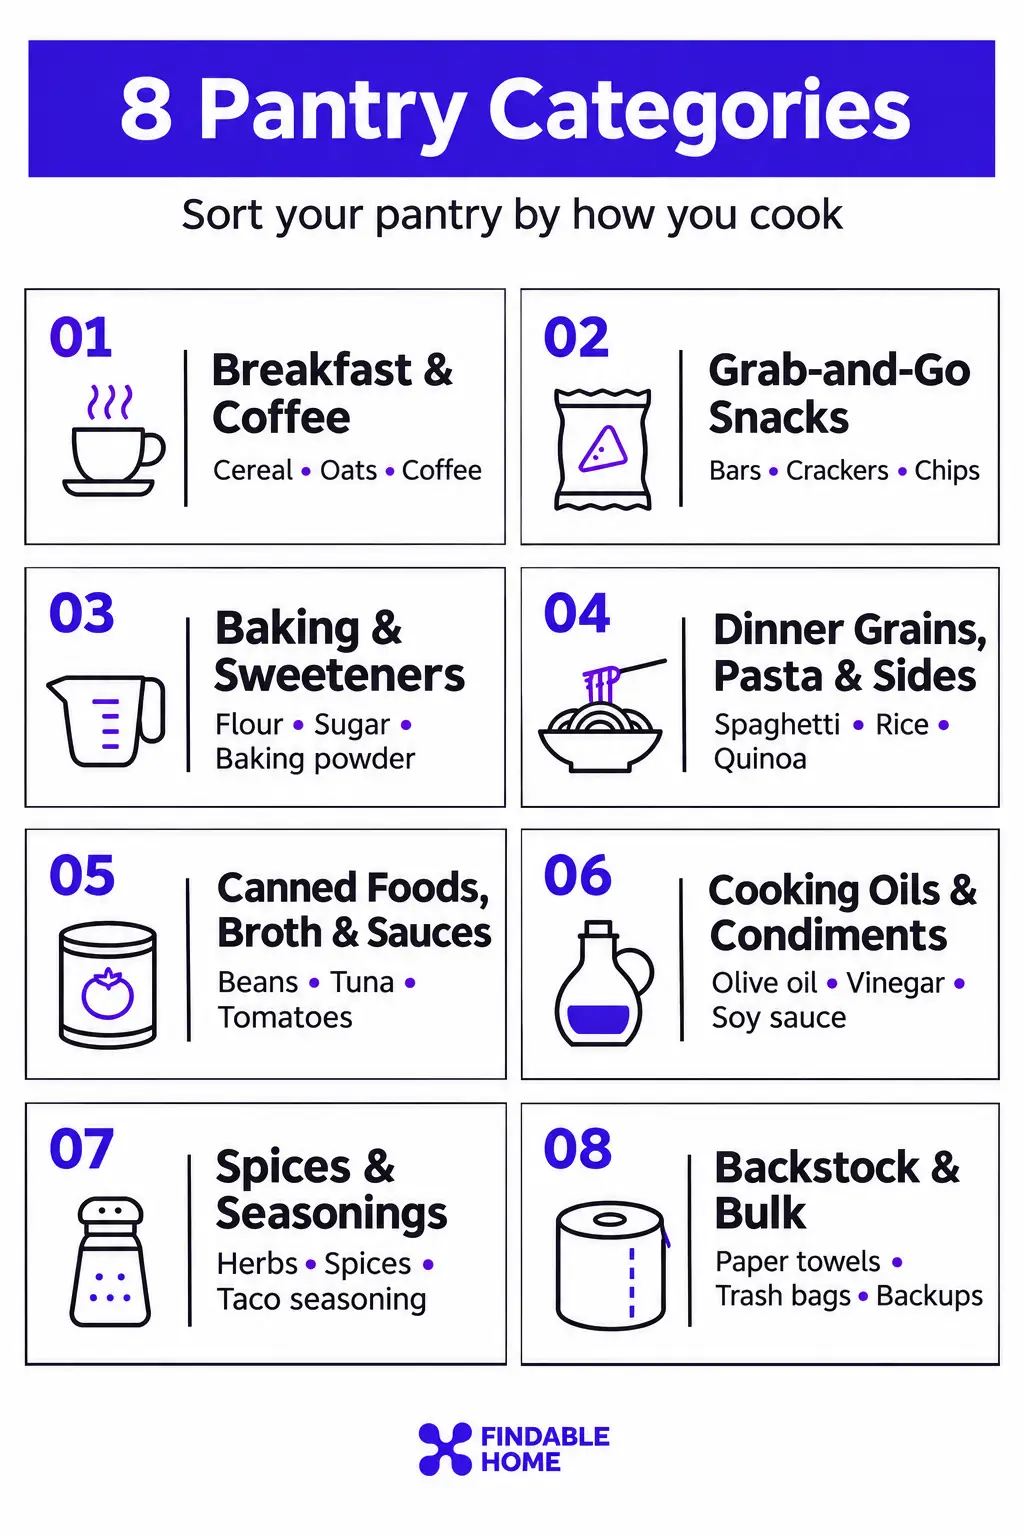 8 Pantry Categories
Sort your pantry by how you cook
01
Breakfast &
Coffee
Cereal • Oats • Coffee
02
Grab-and-Go
Snacks
Bars • Crackers • Chips
03
Baking &
Sweeteners
Flour • Sugar •
Baking powder
04
Dinner Grains,
Pasta & Sides
Spaghetti • Rice •
Quinoa
05
Canned Foods,
Broth & Sauces
Beans • Tuna •
Tomatoes
06
Cooking Oils &
Condiments
Olive oil • Vinegar •
Soy sauce
07
Spices &
Seasonings
Herbs • Spices •
Taco seasoning
08
Backstock &
Bulk
Paper towels •
Trash bags • Backups
FINDABLE
HOME